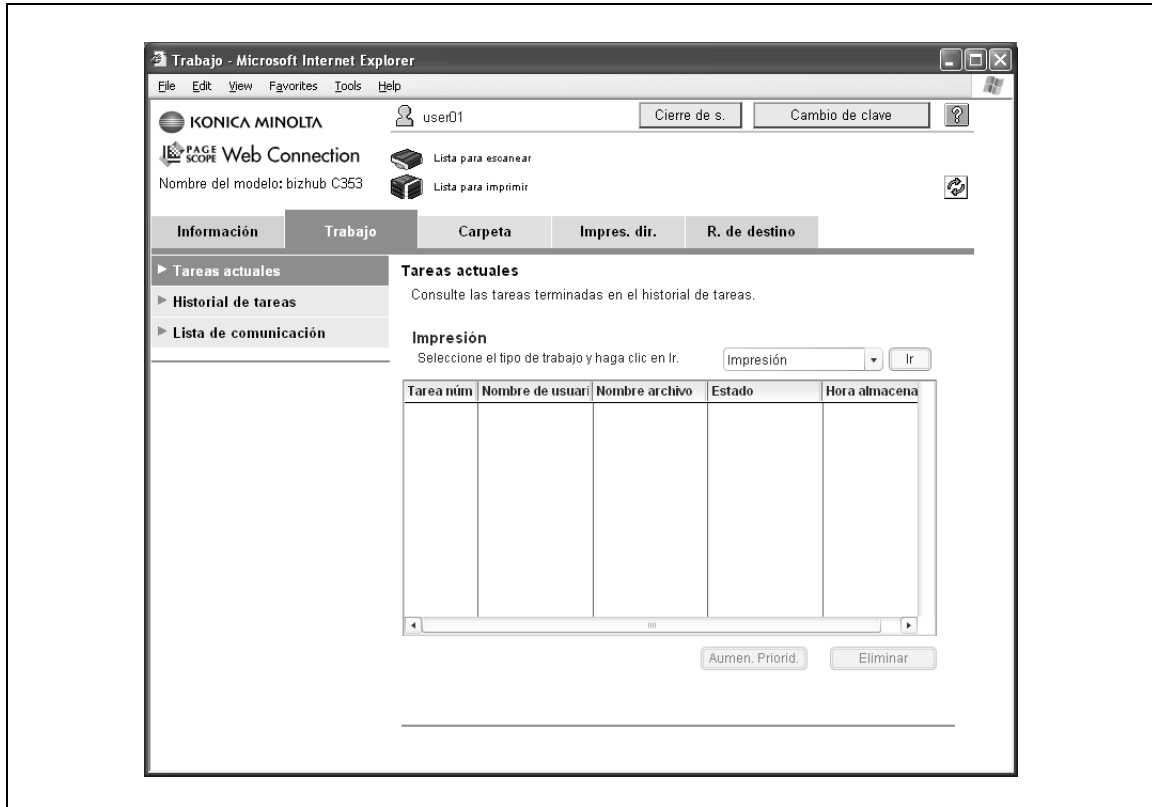 Trabajo - Microsoft Internet Explorer
File Edit View Favorites Tools Help
KONICA MINOLTA
user01
Cierre de s.
Cambio de clave
?
PAGE SCOPE Web Connection
Lista para escanear
Nombre del modelo: bizhub C353
Lista para imprimir
Información Trabajo Carpeta Impres. dir. R. de destino
Tareas actuales
Historial de tareas
Lista de comunicación
Tareas actuales
Consulte las tareas terminadas en el historial de tareas.
Impresión
Seleccione el tipo de trabajo y haga clic en Ir. Impresión Ir
Tarea núm Nombre de usuari Nombre archivo Estado Hora almacena
Aumen. Priorid. Eliminar